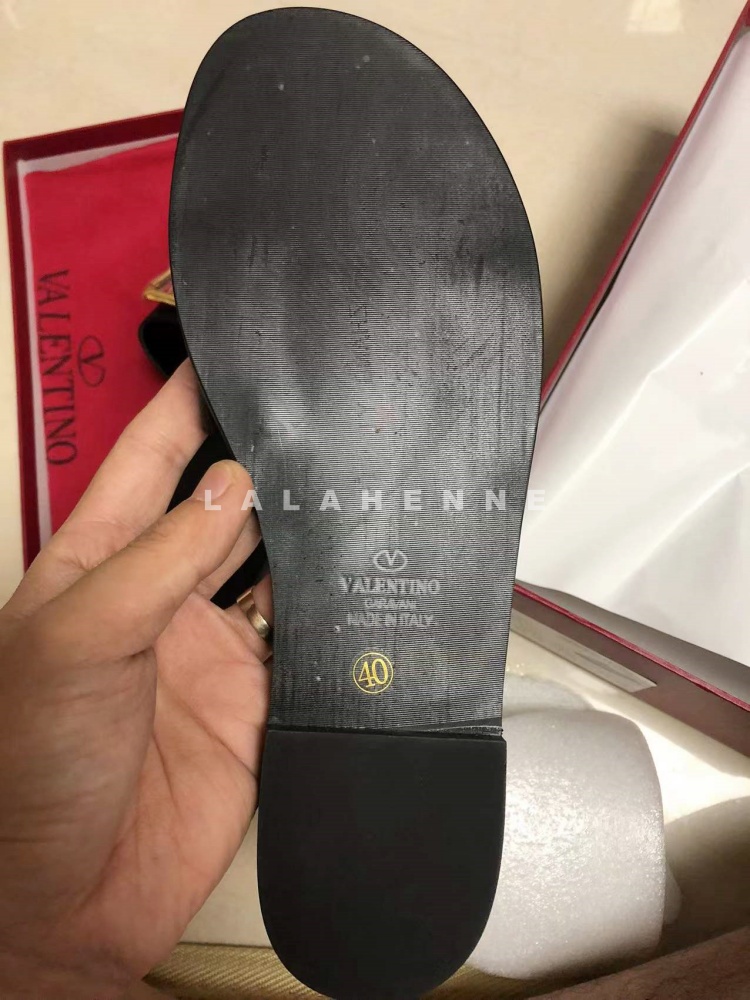 VALENTINO
LALAHENNE
V
VALENTINO
GARAVANI
MADE IN ITALY
40